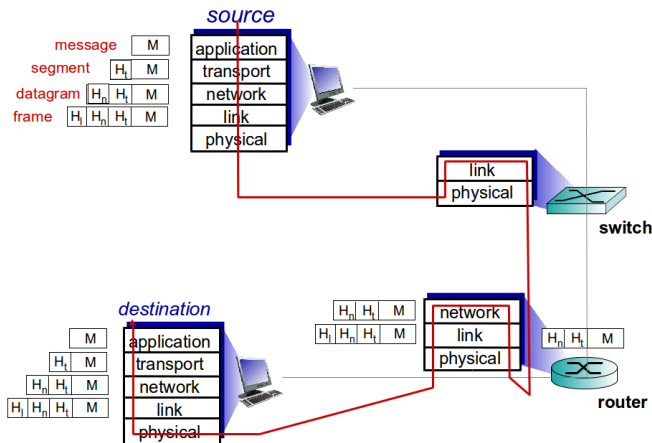 source
message M
application
segment Ht M
transport
datagram Hn Ht M
network
frame Hl Hn Ht M
link
physical
link
physical
switch
destination
Hn Ht M
network
M
application
Hl Hn Ht M
link
Hn Ht M
Ht M
transport
physical
Hn Ht M
network
router
Hl Hn Ht M
link
physical